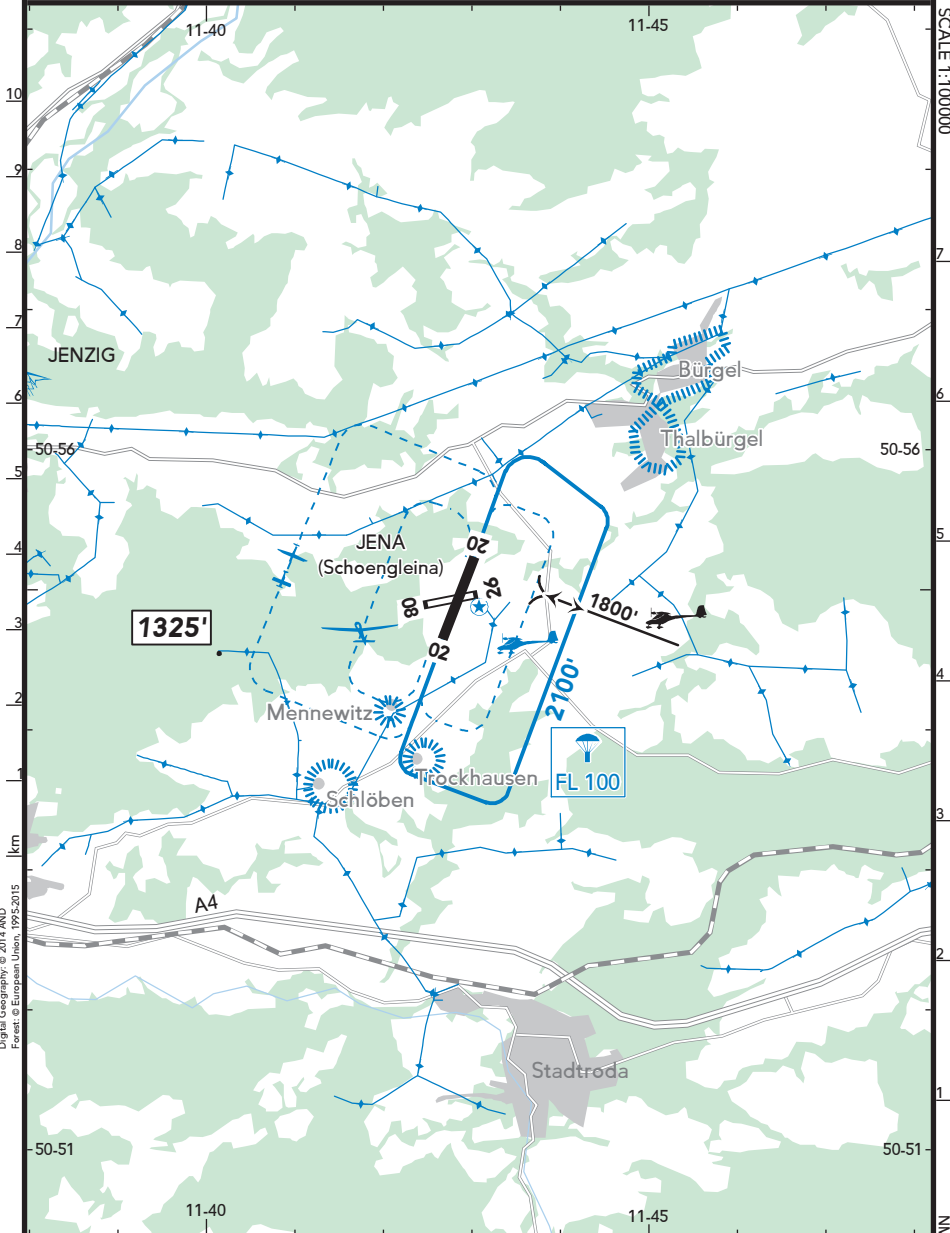 11-40
11-45
SCALE 1:100000
10
9
8
7
7
JENZIG
Bürgel
6
6
Thalbürgel
50-56
50-56
5
5
JENA
(Schoengleina)
20
4
26
08
1800'
1325'
3
02
4
2100'
2
Mennewitz
FL 100
Trockhausen
1
Schlöben
3
km
A4
2
Digital Geography: © 2014 AND
Forest: © European Union, 1995-2015
Stadtroda
1
50-51
50-51
11-40
11-45